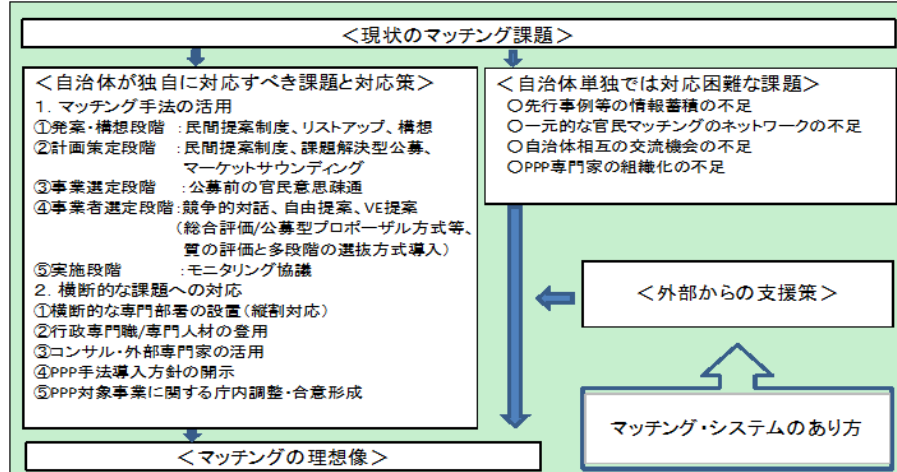 ＜現状のマッチング課題＞
＜自治体が独自に対応すべき課題と対応策＞
１．マッチング手法の活用
①発案・構想段階　：民間提案制度、リストアップ、構想
②計画策定段階　：民間提案制度、課題解決型公募、
マーケットサウンディング
③事業選定段階　：公募前の官民意思疎通
④事業者選定段階：競争的対話、自由提案、VE提案
（総合評価/公募型プロポーザル方式等、
質の評価と多段階の選抜方式導入）
⑤実施段階　：モニタリング協議
２．横断的な課題への対応
①横断的な専門部署の設置（縦割対応）
②行政専門職/専門人材の登用
③コンサル・外部専門家の活用
④PPP手法導入方針の開示
⑤PPP対象事業に関する庁内調整・合意形成
＜自治体単独では対応困難な課題＞
〇先行事例等の情報蓄積の不足
〇一元的な官民マッチングのネットワークの不足
〇自治体相互の交流機会の不足
〇PPP専門家の組織化の不足
＜外部からの支援策＞
マッチング・システムのあり方
＜マッチングの理想像＞